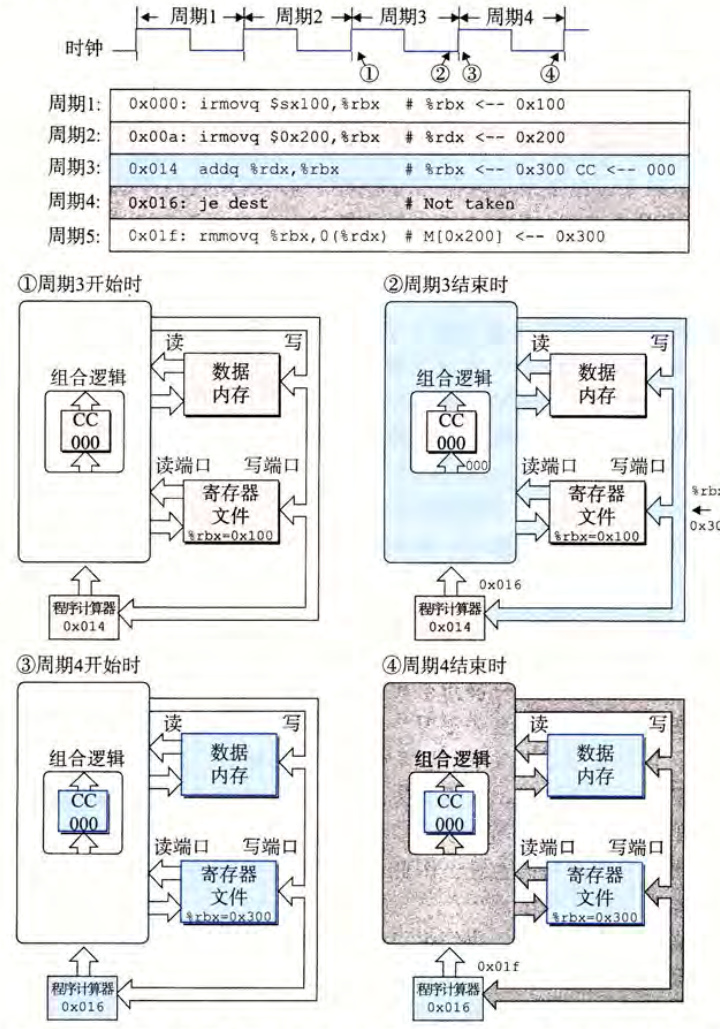 周期1 周期2 周期3 周期4
时钟
① ② ③ ④
周期1: 0x000: irmovq $sx100,%rbx # %rbx <-- 0x100
周期2: 0x00a: irmovq $0x200,%rbx # %rdx <-- 0x200
周期3: 0x014 addq %rdx,%rbx # %rbx <-- 0x300 CC <-- 000
周期4: 0x016: je dest # Not taken
周期5: 0x01f: rmmovq %rbx,0(%rdx) # M[0x200] <-- 0x300
①周期3开始时
读 写
组合逻辑
数据
内存
CC
000
读端口 写端口
寄存器
文件
%rbx=0x100
程序计算器
0x014
②周期3结束时
读 写
组合逻辑
数据
内存
CC
000
000
读端口 写端口
寄存器
文件
%rbx=0x100
%rbx
0x30
0x016
程序计算器
0x014
③周期4开始时
读 写
组合逻辑
数据
内存
CC
000
读端口 写端口
寄存器
文件
%rbx=0x300
程序计算器
0x016
④周期4结束时
读 写
组合逻辑
数据
内存
CC
000
读端口 写端口
寄存器
文件
%rbx=0x300
0x01f
程序计算器
0x016